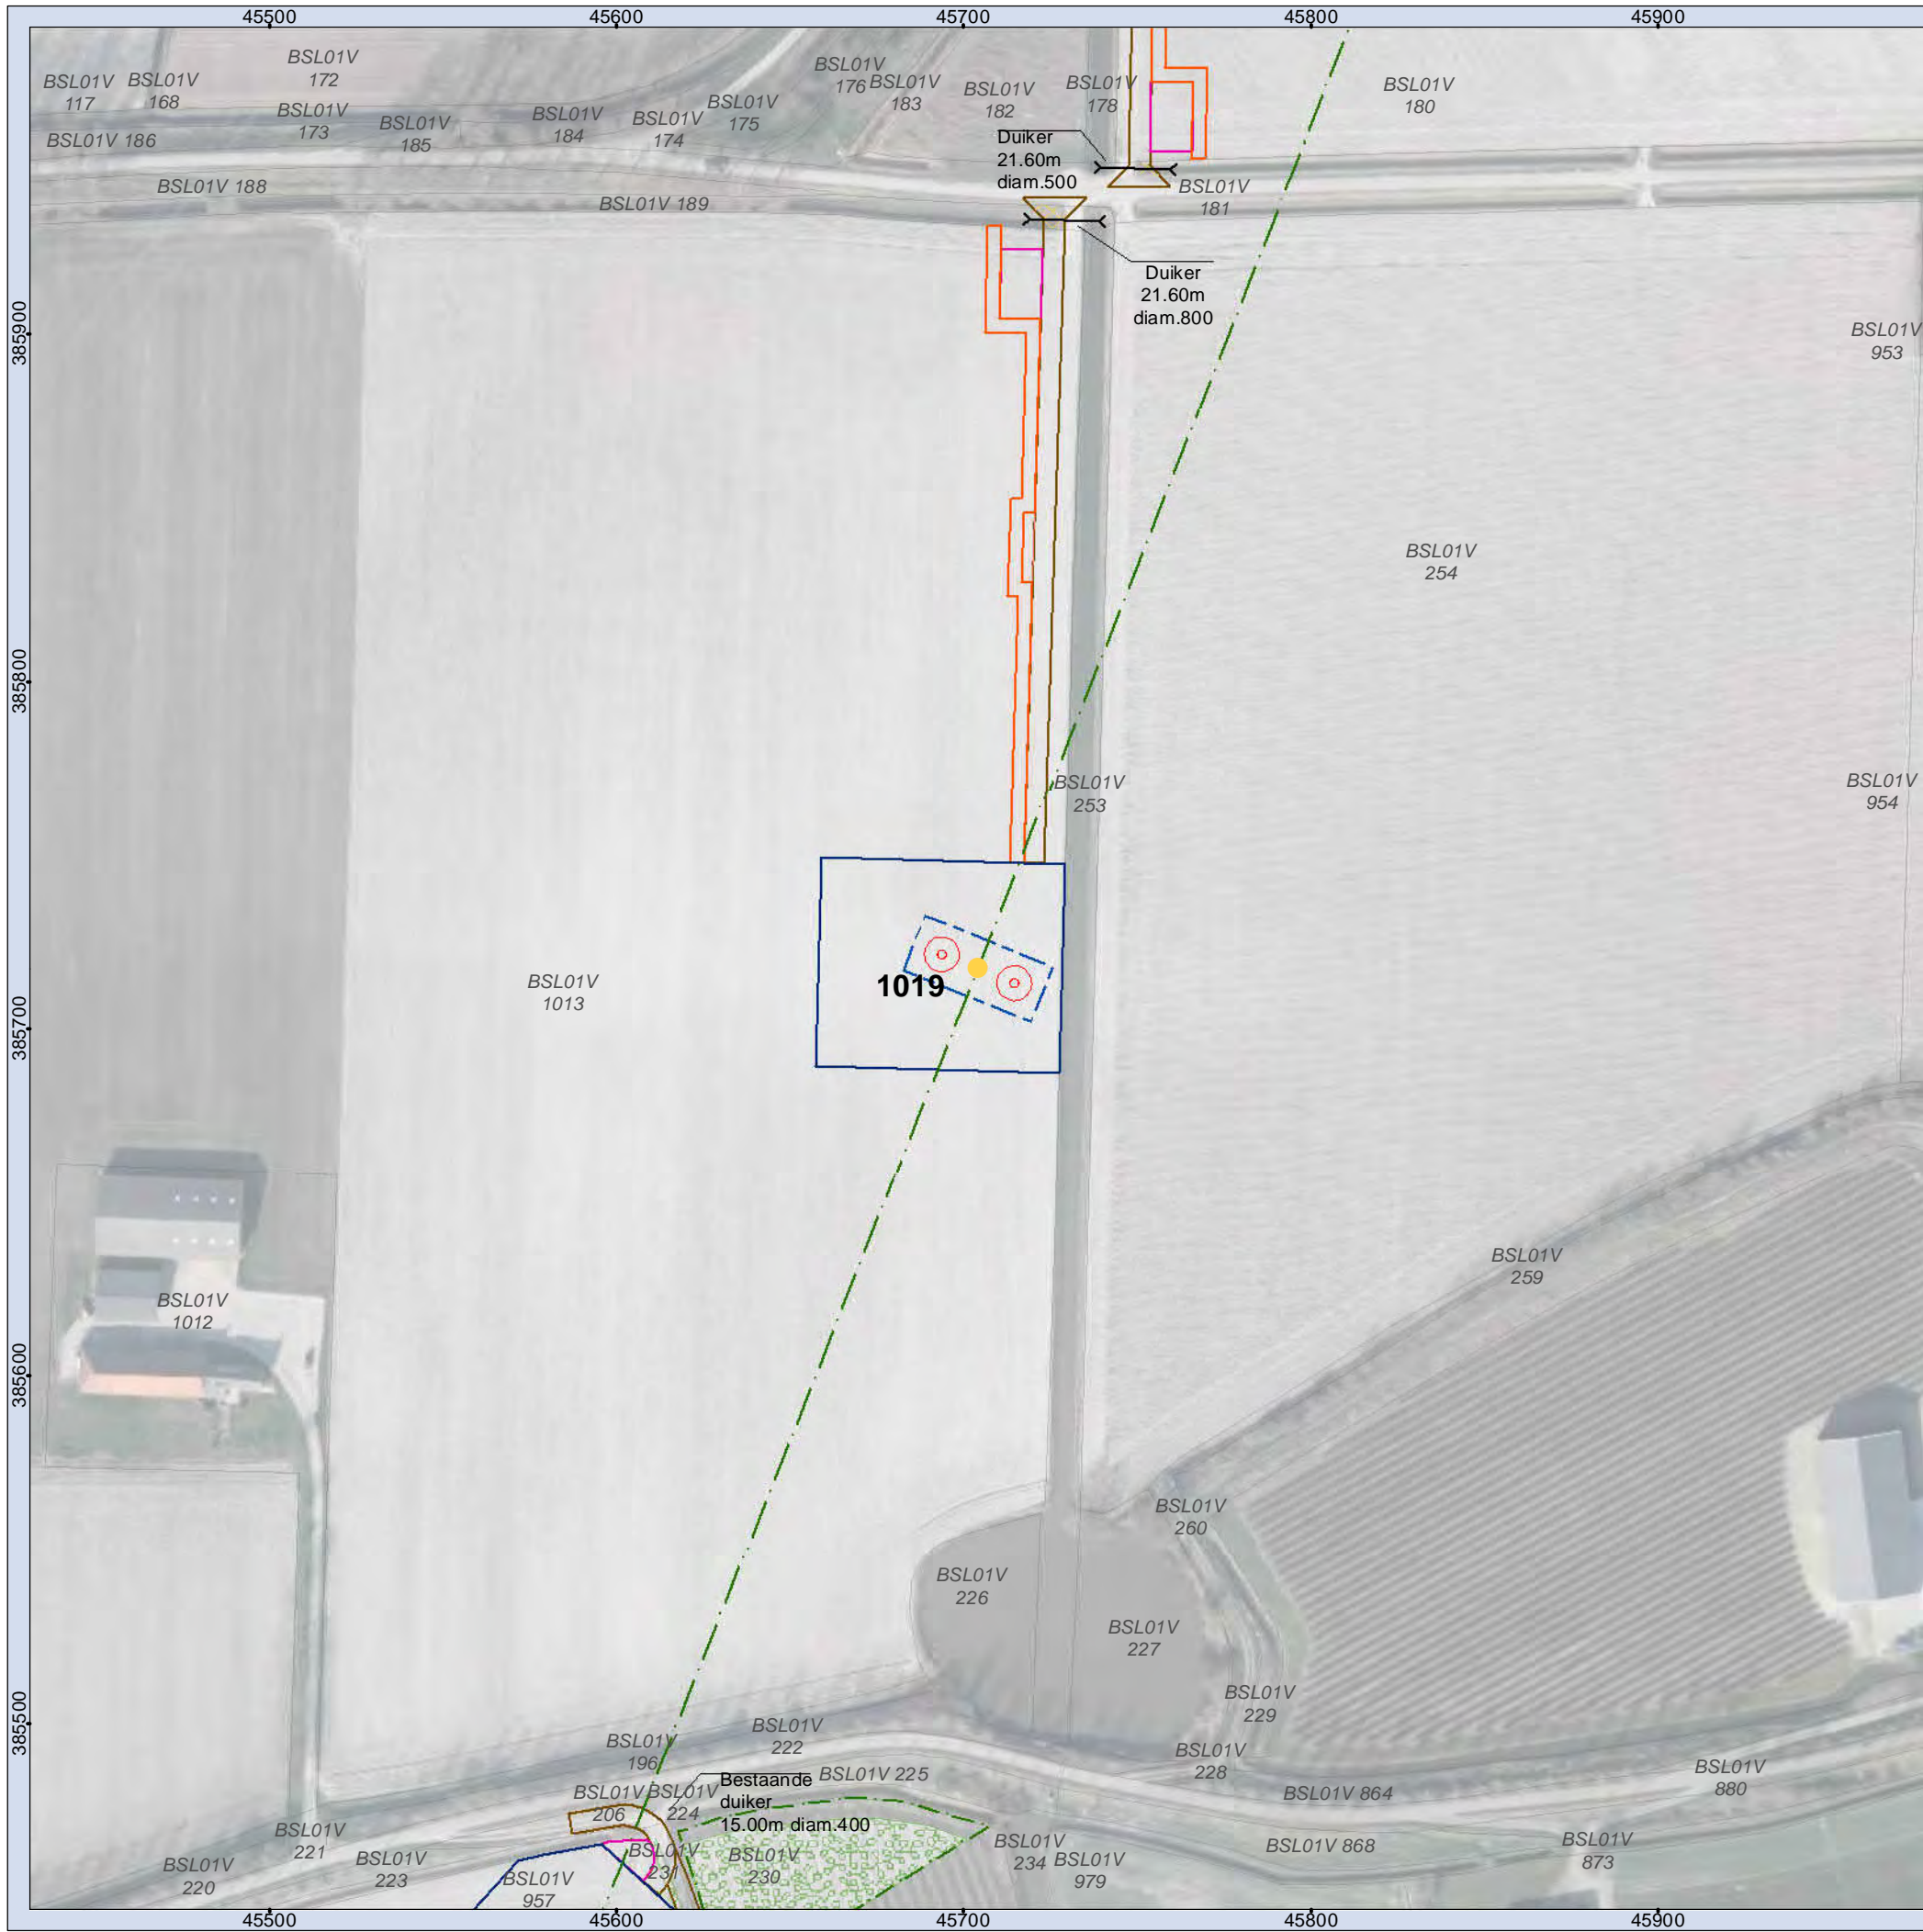 45500
45600
45700
45800
45900
BSL01V
117
BSL01V
168
BSL01V
172
BSL01V
173
BSL01V
185
BSL01V
184
BSL01V
174
BSL01V
175
BSL01V
176
BSL01V
183
BSL01V
182
BSL01V
178
BSL01V
180
BSL01V 186
Duiker
21.60m
diam.500
BSL01V 188
BSL01V 189
BSL01V
181
Duiker
21.60m
diam.800
385900
BSL01V
953
BSL01V
254
385800
BSL01V
253
BSL01V
954
1019
BSL01V
1013
385700
BSL01V
259
BSL01V
1012
385600
BSL01V
260
BSL01V
226
BSL01V
227
BSL01V
229
385500
BSL01V
196
BSL01V
222
BSL01V
228
BSL01V 225
BSL01V 864
BSL01V
880
Bestaande
duiker
15.00m diam.400
BSL01V
206
BSL01V
224
BSL01V
221
BSL01V
220
BSL01V
223
BSL01V
957
BSL01V
231
BSL01V
230
BSL01V
234
BSL01V
979
BSL01V 868
BSL01V
873
45500
45600
45700
45800
45900